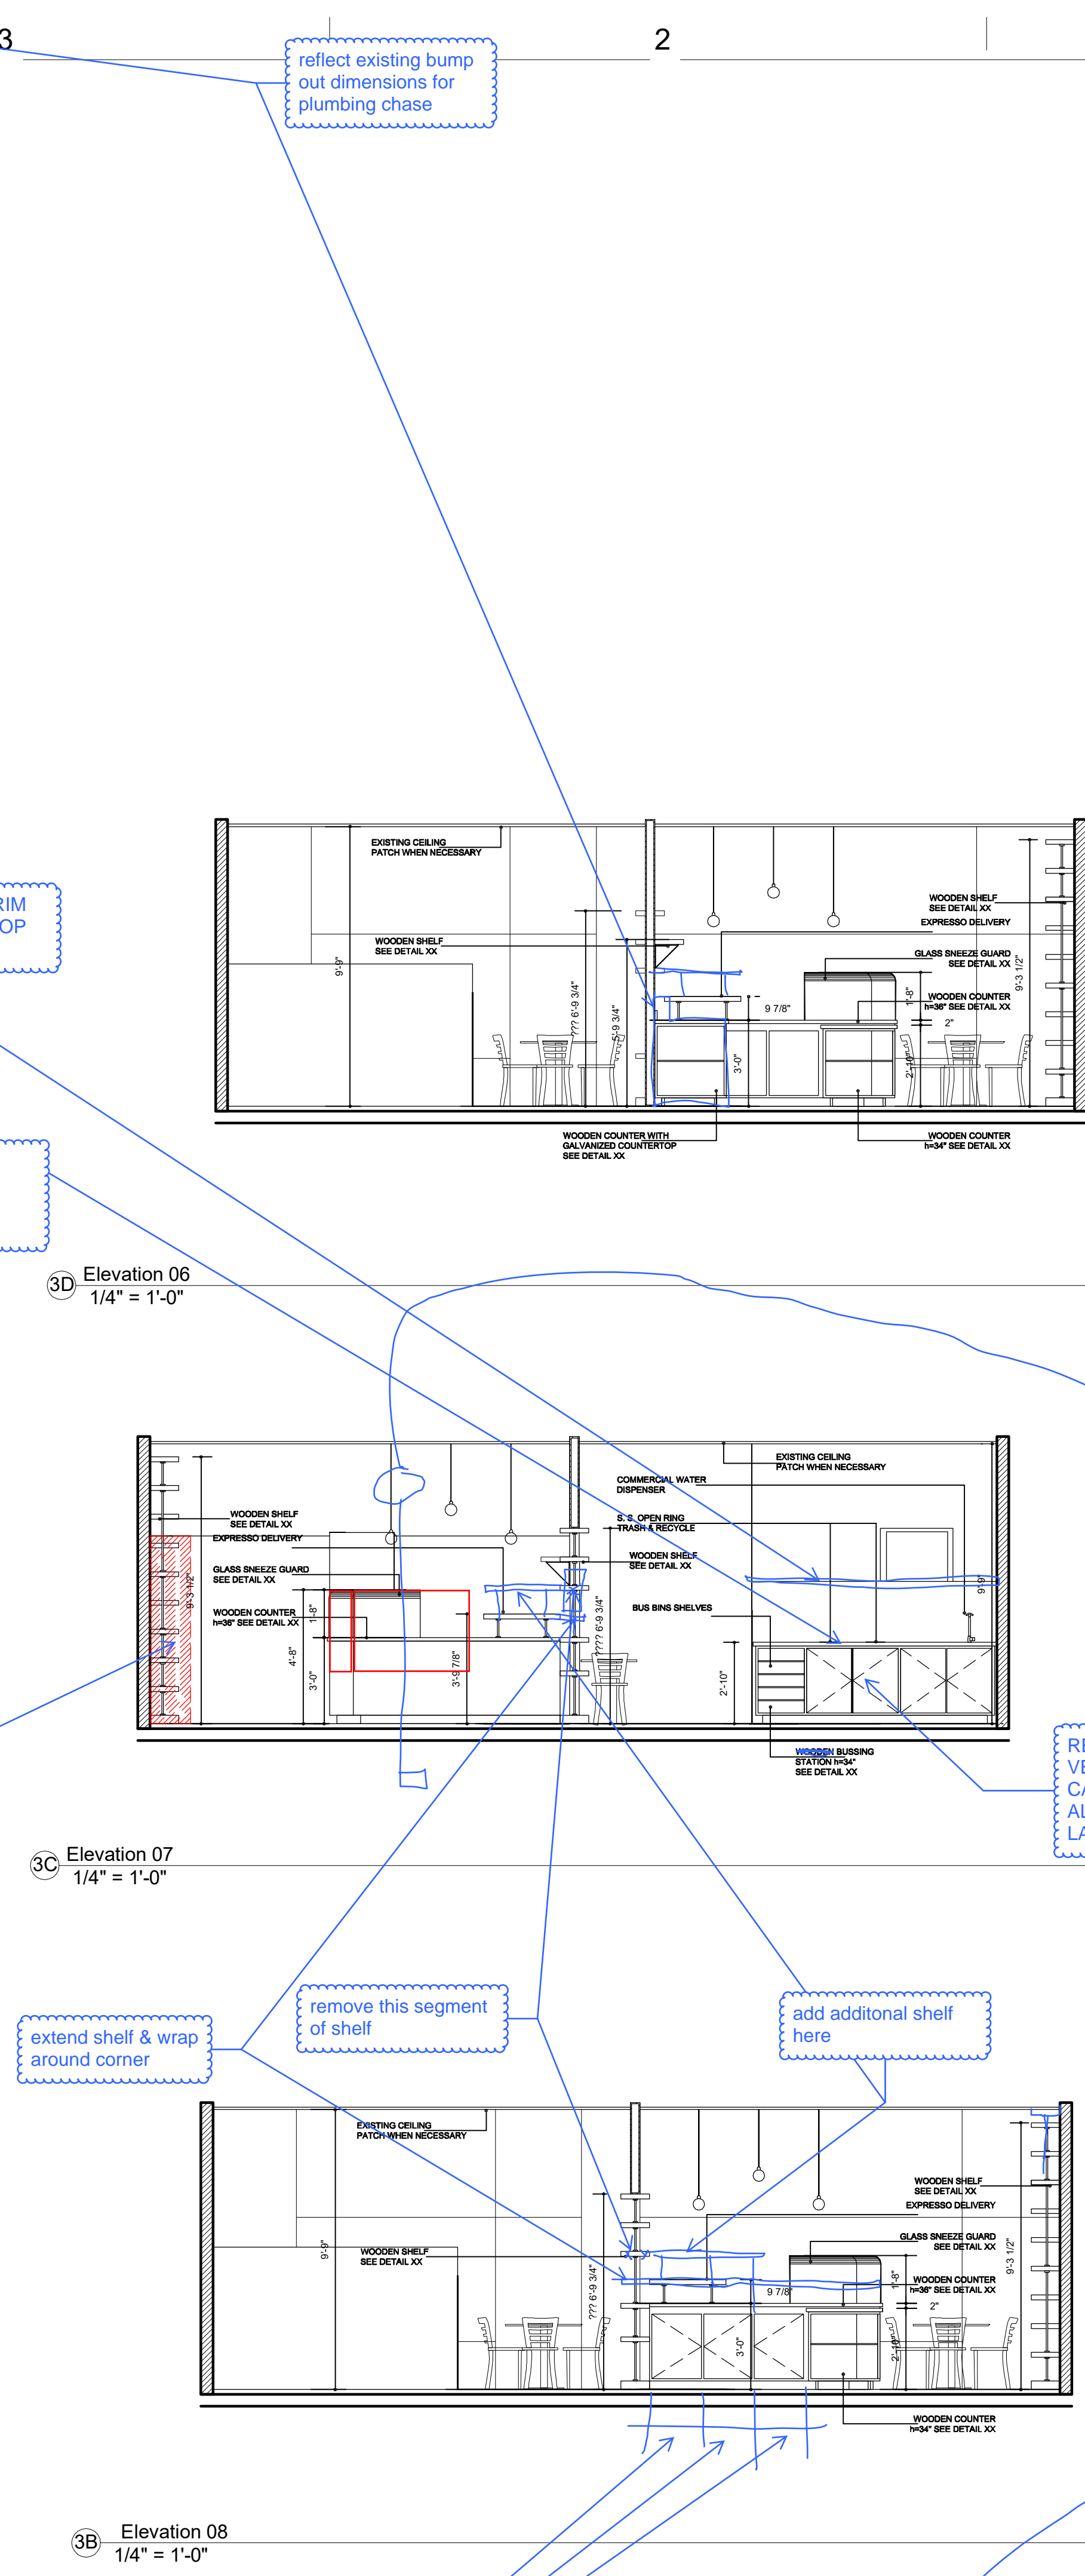 3
2
reflect existing bump
out dimensions for
plumbing chase
RIM
OP
EXISTING CEILING
PATCH WHEN NECESSARY
WOODEN SHELF
SEE DETAIL XX
9'-9"
??? 6'-9 3/4"
5'-9 3/4"
WOODEN SHELF
SEE DETAIL XX
EXPRESSO DELIVERY
GLASS SNEEZE GUARD
SEE DETAIL XX
WOODEN COUNTER
h=36" SEE DETAIL XX
9 7/8"
1'-8"
2"
9'-3 1/2"
3'-0"
2'-10"
WOODEN COUNTER WITH
GALVANIZED COUNTERTOP
SEE DETAIL XX
WOODEN COUNTER
h=34" SEE DETAIL XX
3D
Elevation 06
1/4" = 1'-0"
EXISTING CEILING
PATCH WHEN NECESSARY
COMMERCIAL WATER
DISPENSER
S. S. OPEN RING
TRASH & RECYCLE
WOODEN SHELF
SEE DETAIL XX
BUS BINS SHELVES
WOODEN SHELF
SEE DETAIL XX
EXPRESSO DELIVERY
GLASS SNEEZE GUARD
SEE DETAIL XX
WOODEN COUNTER
h=36" SEE DETAIL XX
9'-3 1/2"
1'-8"
4'-8"
3'-0"
3'-9 7/8"
???? 6'-9 3/4"
2'-10"
9'-9"
WOODEN BUSSING
STATION h=34"
SEE DETAIL XX
RE
VE
CA
AL
LA
3C
Elevation 07
1/4" = 1'-0"
extend shelf & wrap
around corner
remove this segment
of shelf
add additonal shelf
here
EXISTING CEILING
PATCH WHEN NECESSARY
WOODEN SHELF
SEE DETAIL XX
9'-9"
??? 6'-9 3/4"
WOODEN SHELF
SEE DETAIL XX
EXPRESSO DELIVERY
GLASS SNEEZE GUARD
SEE DETAIL XX
WOODEN COUNTER
h=36" SEE DETAIL XX
9 7/8"
1'-8"
2"
9'-3 1/2"
3'-0"
2'-10"
WOODEN COUNTER
h=34" SEE DETAIL XX
3B
Elevation 08
1/4" = 1'-0"